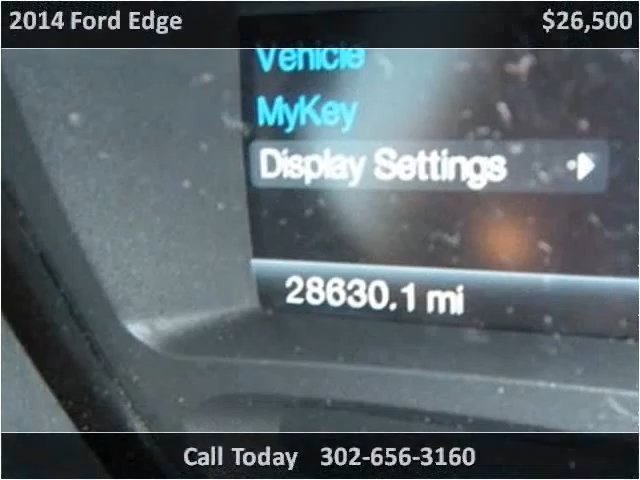 2014 Ford Edge $26,500
Vehicle
MyKey
Display Settings
28630.1 mi
Call Today 302-656-3160